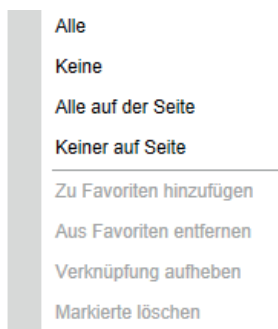 Alle
Keine
Alle auf der Seite
Keiner auf Seite
Zu Favoriten hinzufügen
Aus Favoriten entfernen
Verknüpfung aufheben
Markierte löschen